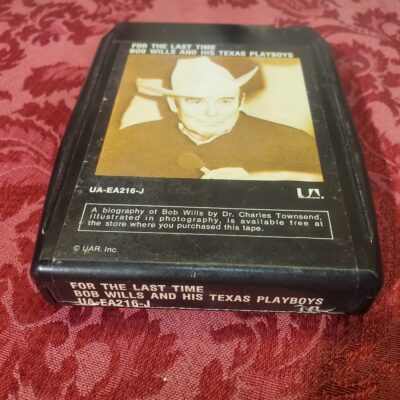 FOR THE LAST TIME
BOB WILLS AND HIS TEXAS PLAYBOYS
UA-EA216-J
UA
A biography of Bob Wills by Dr. Charles Townsend,
illustrated in photography, is available free at
the store where you purchased this tape.
© UAR, Inc.
FOR THE LAST TIME
BOB WILLS AND HIS TEXAS PLAYBOYS
UA-EA216-J